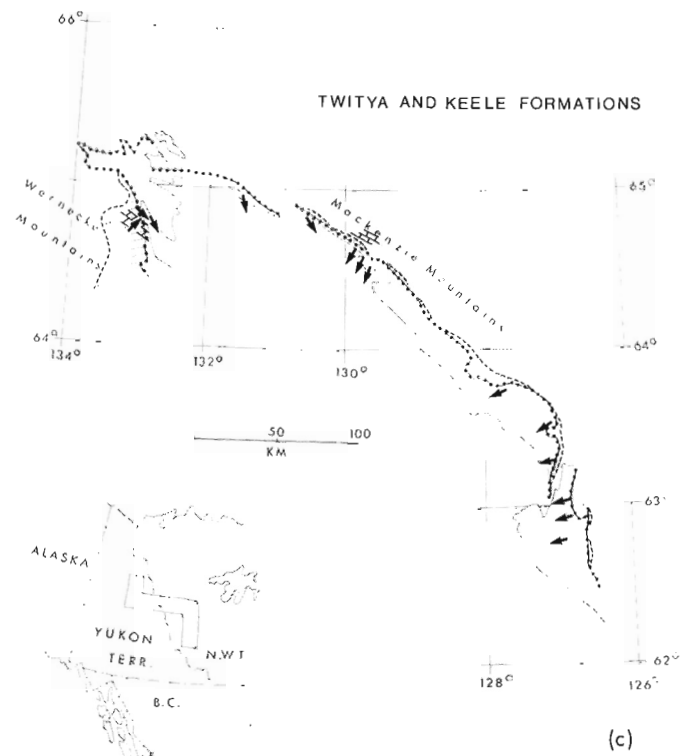 66°
TWITYA AND KEELE FORMATIONS
65°
Wernecke
Mountains
Mackenzie Mountains
64°
134°
132°
130°
64°
50 100
KM
63°
ALASKA
YUKON
TERR.
N.W.T
B.C.
128°
126°
62°
(c)